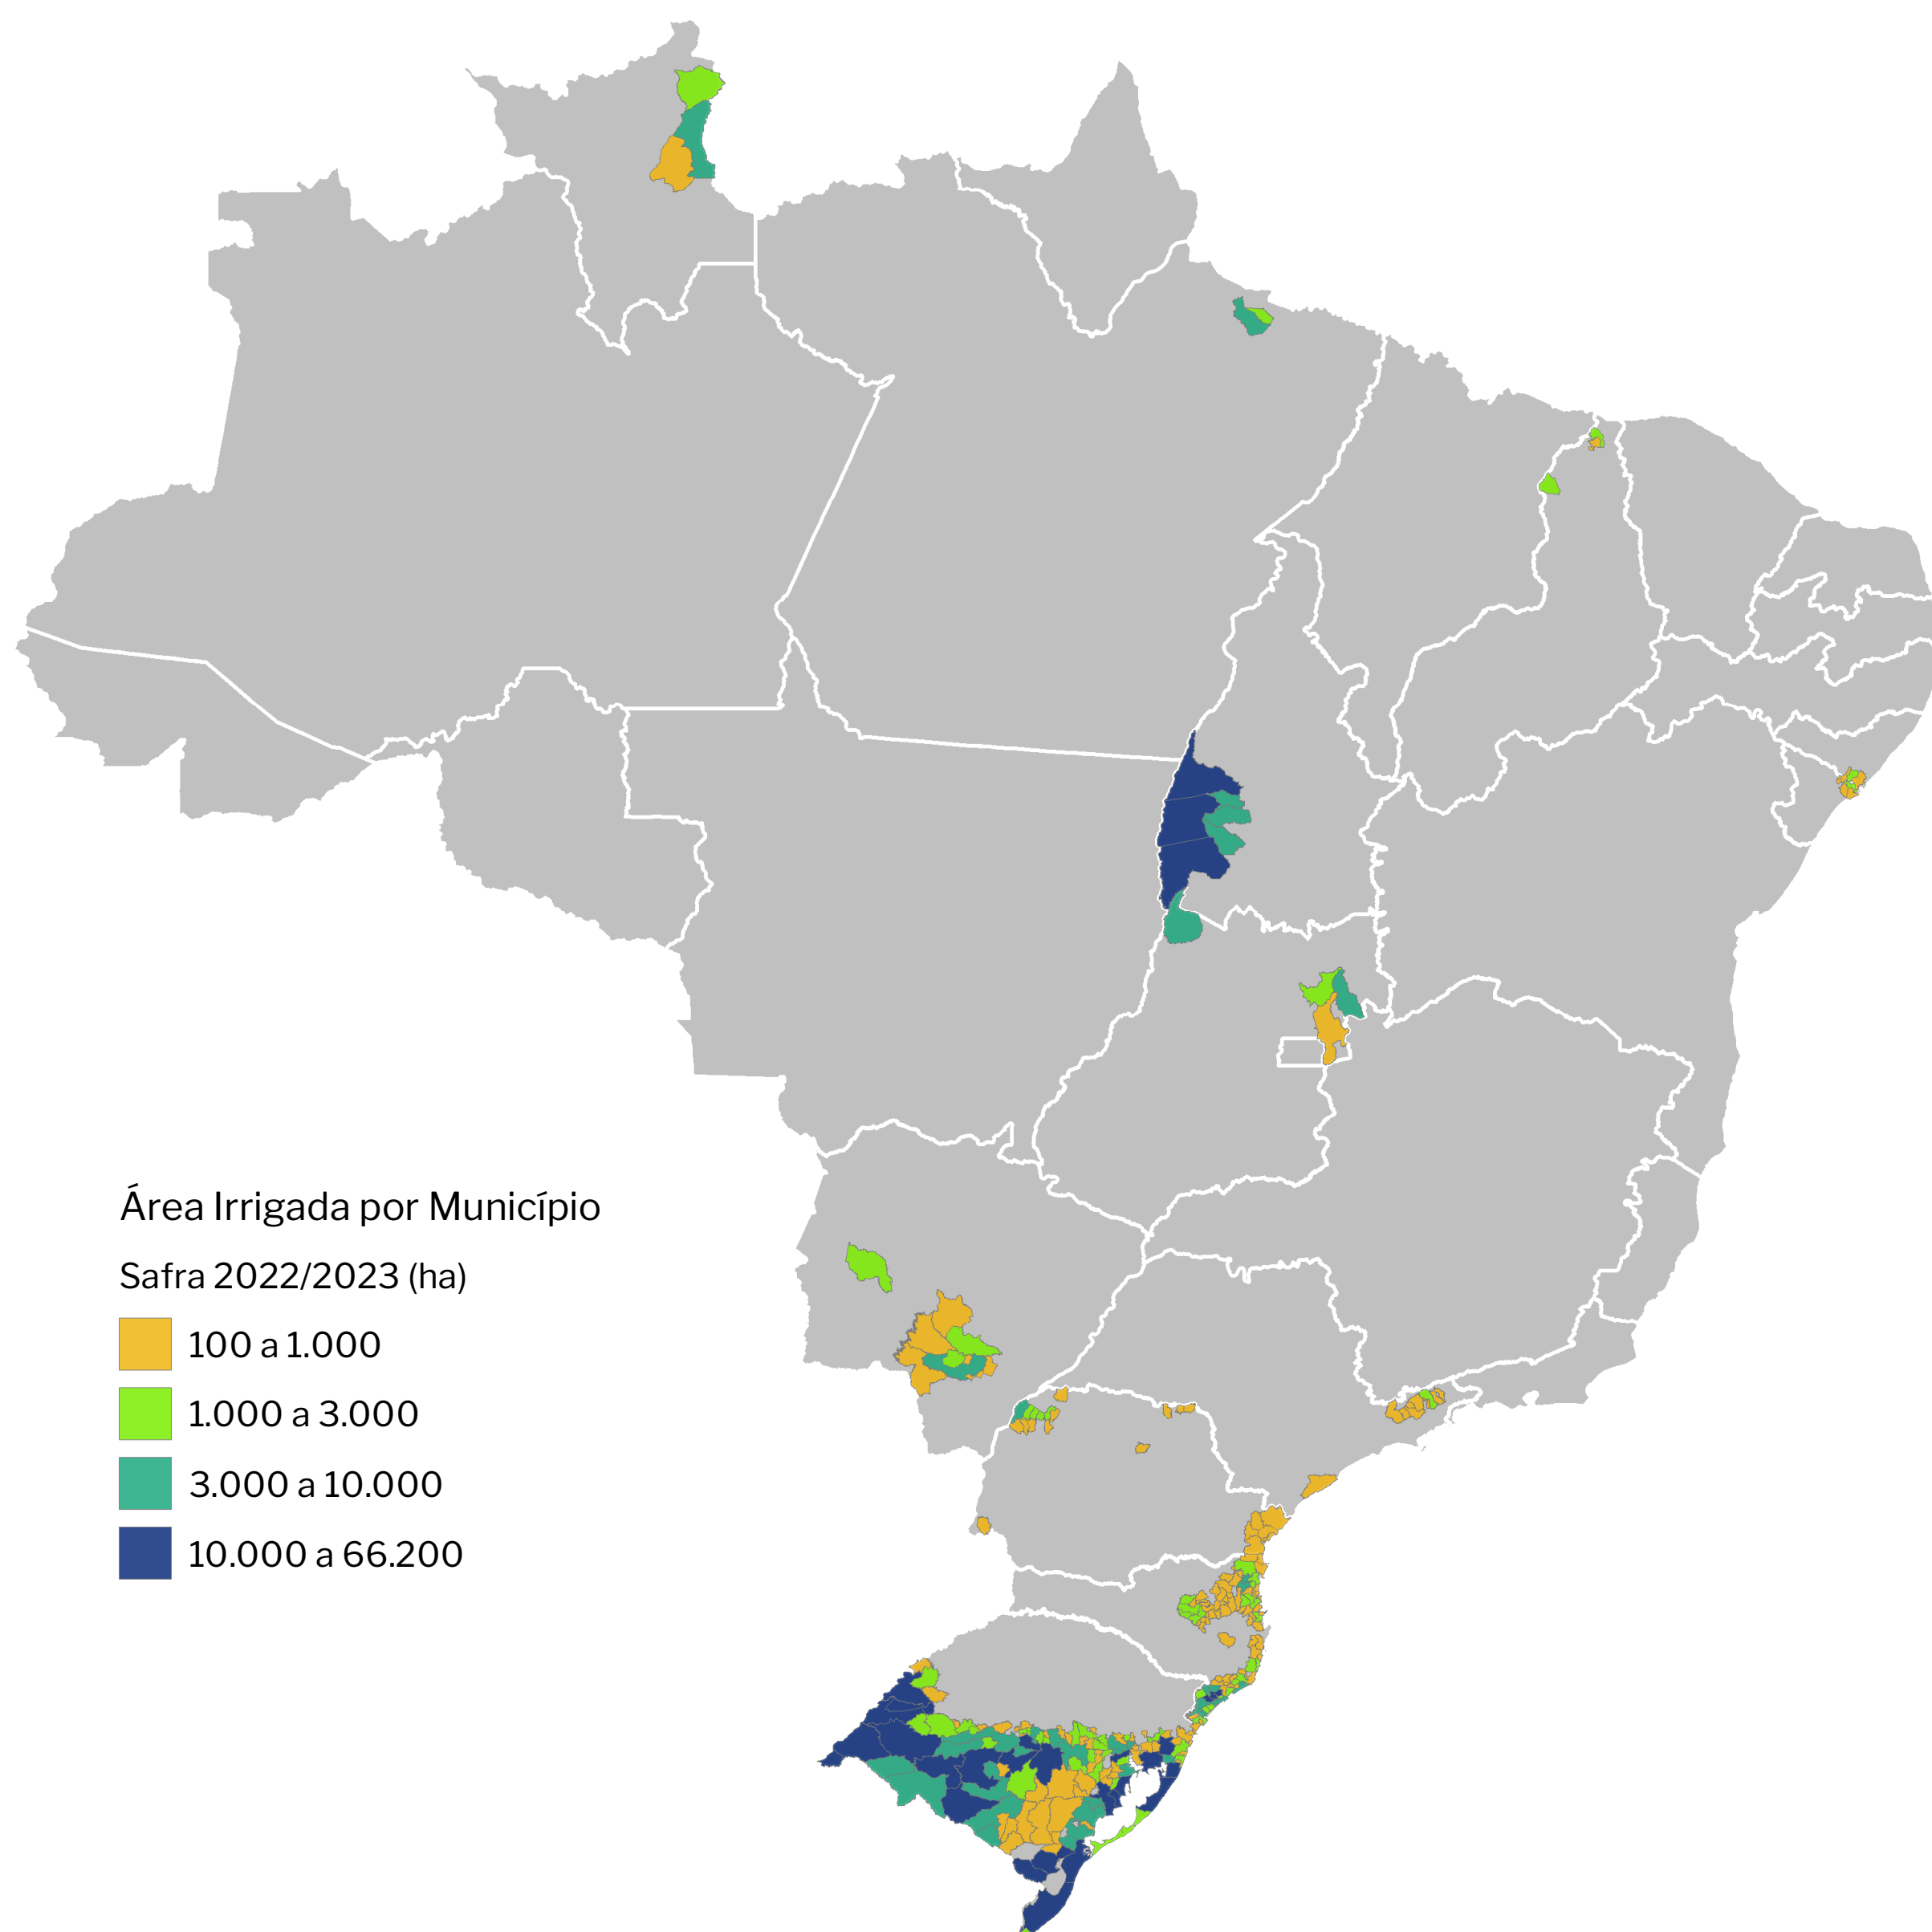 Área Irrigada por Município
Safra 2022/2023 (ha)
100 a 1.000
1.000 a 3.000
3.000 a 10.000
10.000 a 66.200